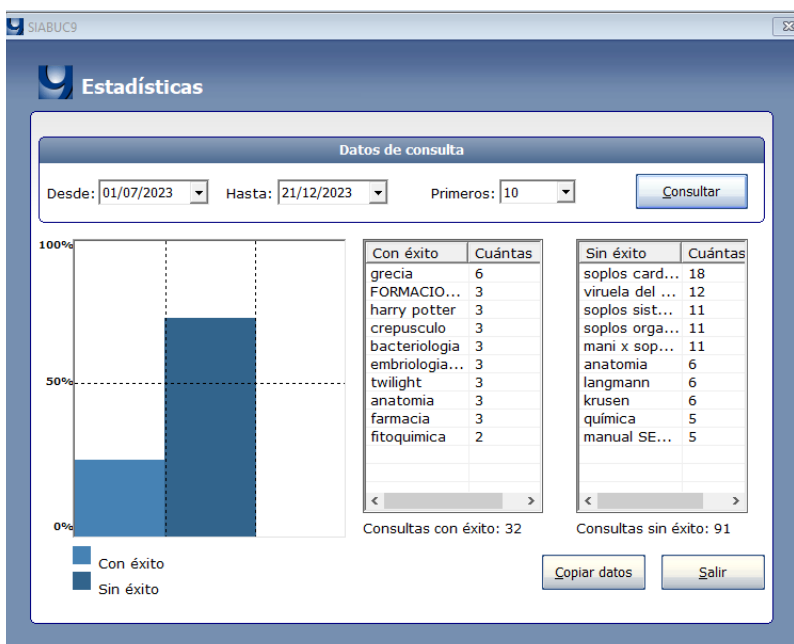 SIABUC9
Estadísticas
Datos de consulta
Desde: 01/07/2023 Hasta: 21/12/2023 Primeros: 10 Consultar
100%
50%
0%
Con éxito
Sin éxito
Con éxito Cuántas
grecia 6
FORMACIO... 3
harry potter 3
crepusculo 3
bacteriologia 3
embriologia... 3
twilight 3
anatomia 3
farmacia 3
fitoquimica 2
Consultas con éxito: 32
Sin éxito Cuántas
soplos card... 18
viruela del ... 12
soplos sist... 11
soplos orga... 11
mani x sop... 11
anatomia 6
langmann 6
krusen 6
química 5
manual SE... 5
Consultas sin éxito: 91
Copiar datos Salir